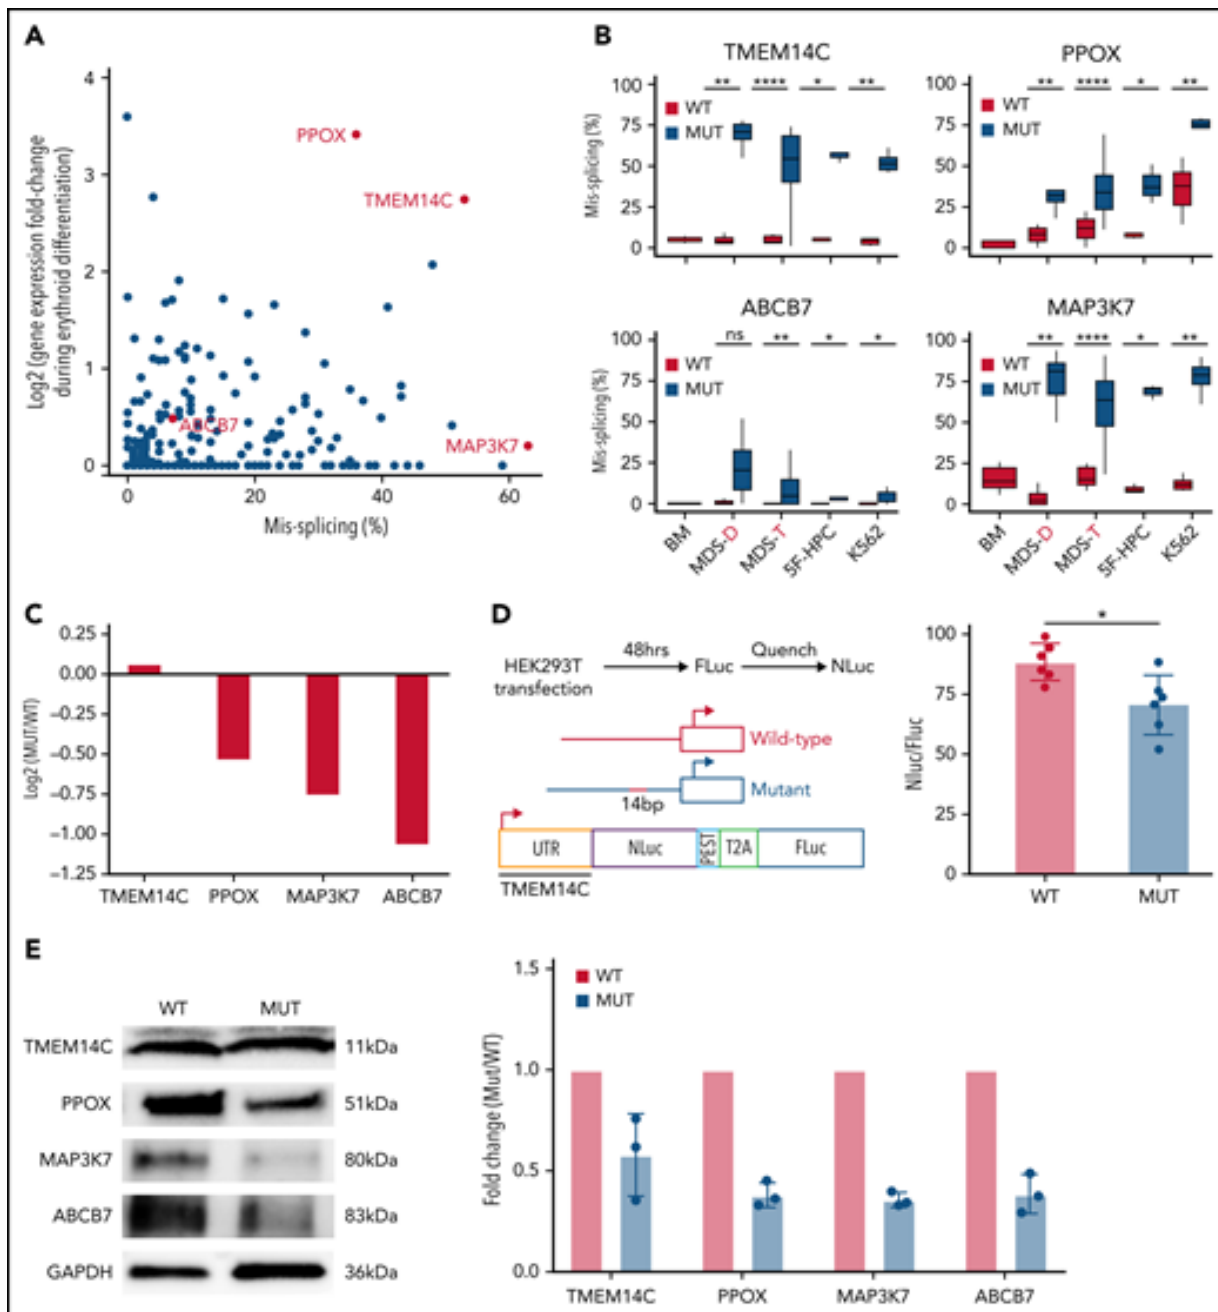 A
Log2 (gene expression fold-change
during erythroid differentiation)
4
3
2
1
0
PPOX
TMEM14C
ABCB7
MAP3K7
0 20 40 60
Mis-splicing (%)
B
TMEM14C
Mis-splicing (%)
100
75
50
25
0
WT
MUT
** **** * **
PPOX
100
75
50
25
0
WT
MUT
** **** * **
ABCB7
Mis-splicing (%)
100
75
50
25
0
WT
MUT
ns ** * *
BM MDS-D MDS-T 5F-HPC K562
MAP3K7
100
75
50
25
0
WT
MUT
** **** * **
BM MDS-D MDS-T 5F-HPC K562
C
Log2 (MUT/WT)
0.25
0.00
−0.25
−0.50
−0.75
−1.00
−1.25
TMEM14C PPOX MAP3K7 ABCB7
D
HEK293T
transfection
48hrs
FLuc
Quench
NLuc
Wild-type
Mutant
14bp
UTR NLuc PEST T2A FLuc
TMEM14C
Nluc/Fluc
100
75
50
25
0
*
WT MUT
E
WT MUT
TMEM14C 11kDa
PPOX 51kDa
MAP3K7 80kDa
ABCB7 83kDa
GAPDH 36kDa
Fold change (Mut/WT)
1.5
1.0
0.5
0.0
WT
MUT
TMEM14C PPOX MAP3K7 ABCB7